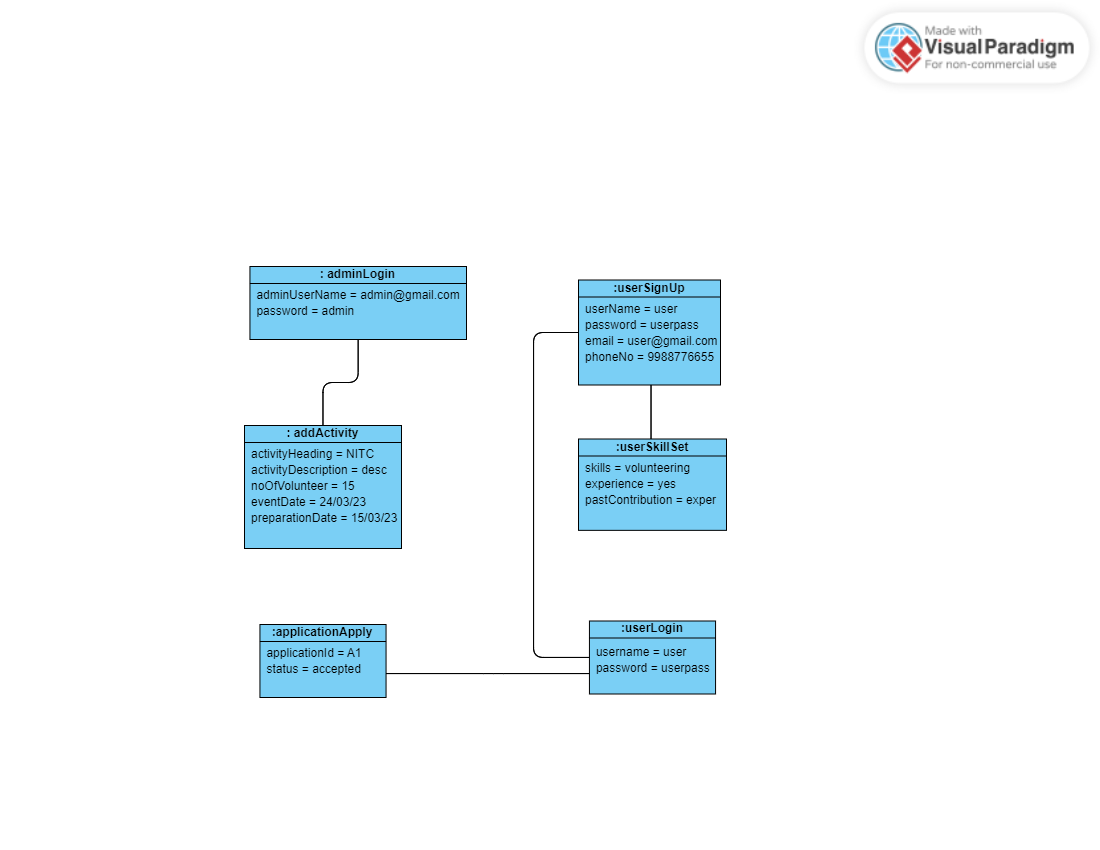 Made with
Visual Paradigm
For non-commercial use
: adminLogin
adminUserName = admin@gmail.com
password = admin
:userSignUp
userName = user
password = userpass
email = user@gmail.com
phoneNo = 9988776655
: addActivity
activityHeading = NITC
activityDescription = desc
noOfVolunteer = 15
eventDate = 24/03/23
preparationDate = 15/03/23
:userSkillSet
skills = volunteering
experience = yes
pastContribution = exper
:applicationApply
applicationId = A1
status = accepted
:userLogin
username = user
password = userpass